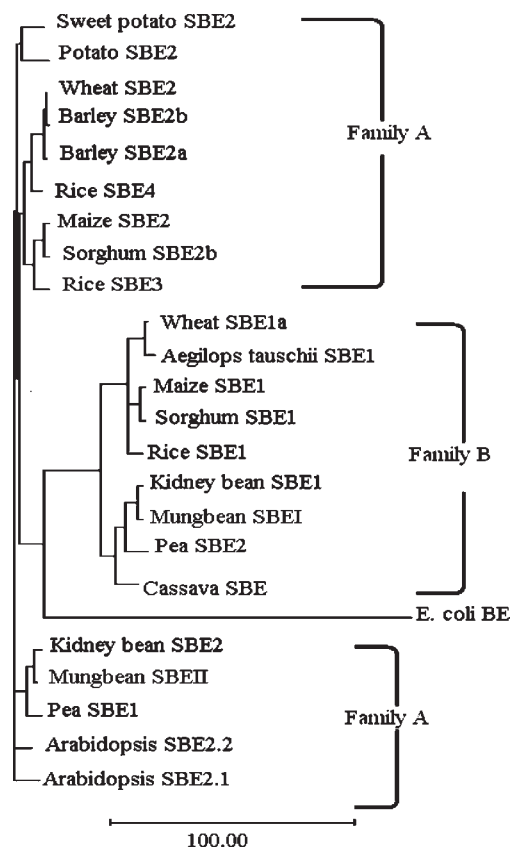 Sweet potato SBE2
Potato SBE2
Wheat SBE2
Barley SBE2b
Family A
Barley SBE2a
Rice SBE4
Maize SBE2
Sorghum SBE2b
Rice SBE3
Wheat SBE1a
Aegilops tauschii SBE1
Maize SBE1
Sorghum SBE1
Rice SBE1
Family B
Kidney bean SBE1
Mungbean SBEI
Pea SBE2
Cassava SBE
E. coli BE
Kidney bean SBE2
Mungbean SBEII
Pea SBE1
Family A
Arabidopsis SBE2.2
Arabidopsis SBE2.1
100.00